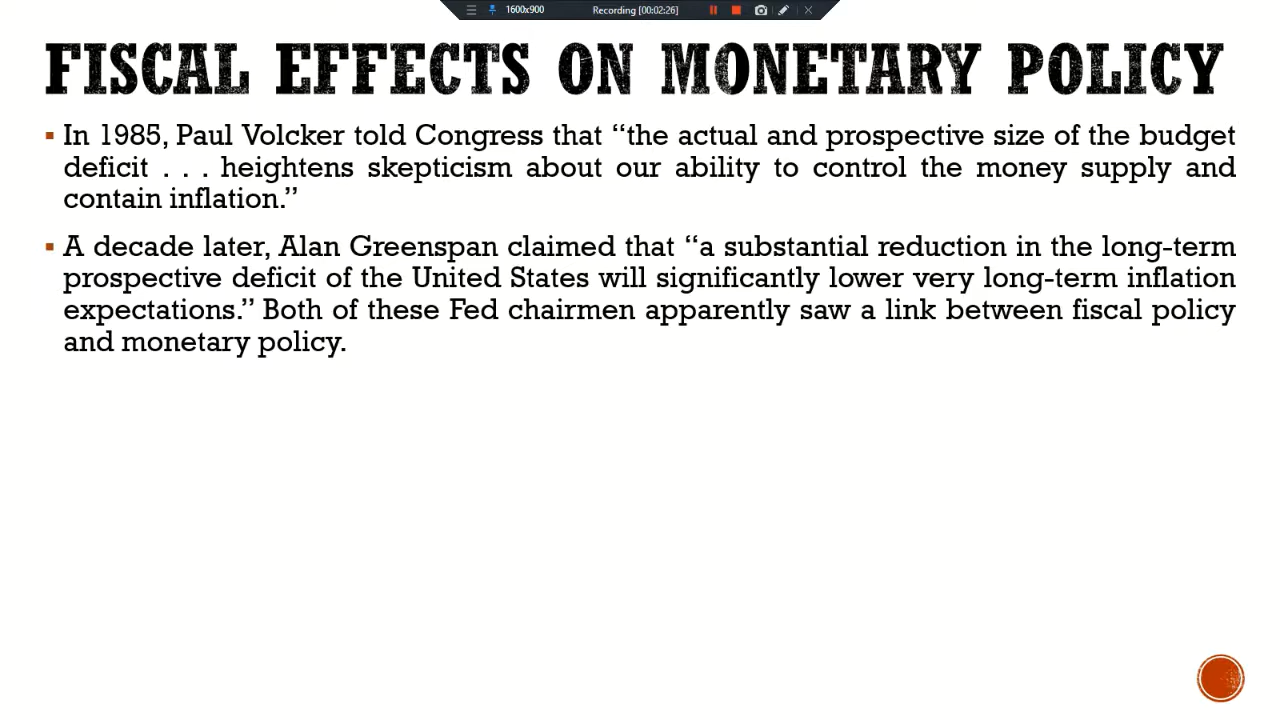 1600x900 Recording [00:02:26]
FISCAL EFFECTS ON MONETARY POLICY
▪ In 1985, Paul Volcker told Congress that “the actual and prospective size of the budget
deficit . . . heightens skepticism about our ability to control the money supply and
contain inflation.”
▪ A decade later, Alan Greenspan claimed that “a substantial reduction in the long-term
prospective deficit of the United States will significantly lower very long-term inflation
expectations.” Both of these Fed chairmen apparently saw a link between fiscal policy
and monetary policy.